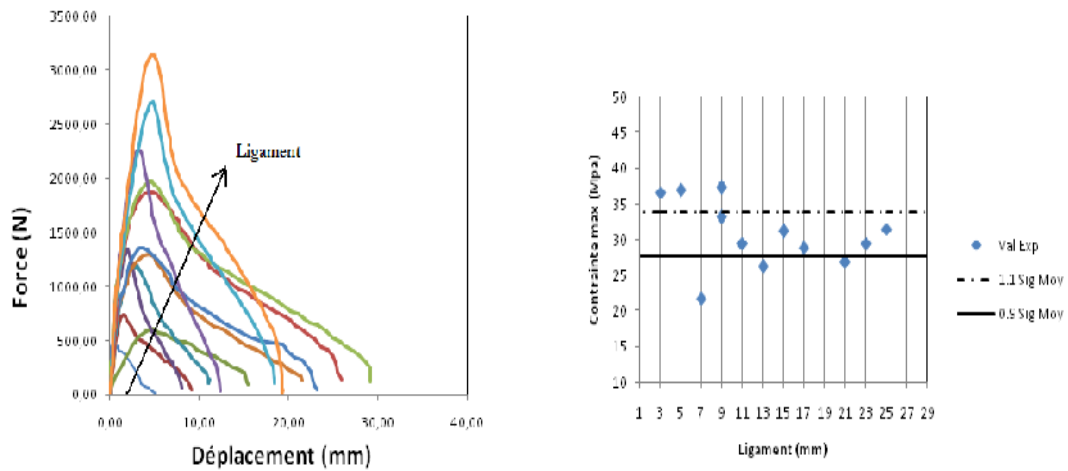 3500,00
3000,00
2500,00
2000,00
1500,00
1000,00
500,00
0,00
Force (N)
Ligament
0,00 10,00 20,00 30,00 40,00
Déplacement (mm)
50
45
40
35
30
25
20
15
10
Contrainte max (Mpa)
1 3 5 7 9 11 13 15 17 19 21 23 25 27 29
Ligament (mm)
Val Exp
1.1 Sig Moy
0.9 Sig Moy